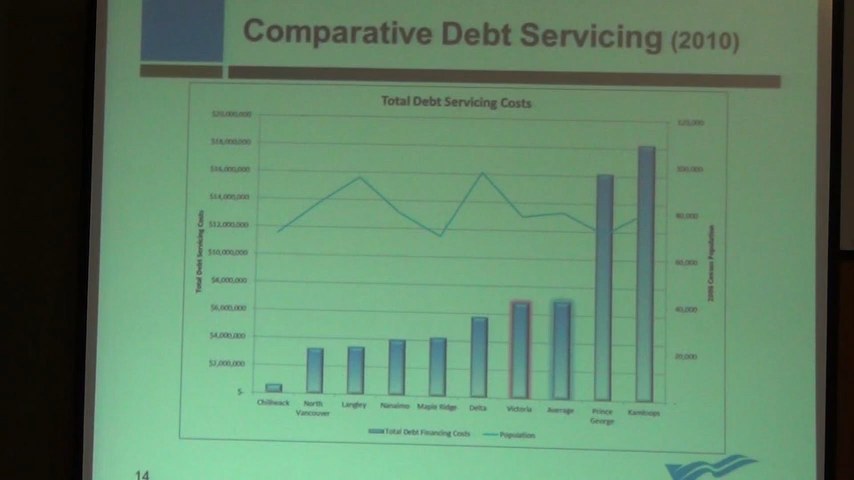 Comparative Debt Servicing (2010)
Total Debt Servicing Costs
$20,000,000
$18,000,000
$16,000,000
$14,000,000
$12,000,000
$10,000,000
$8,000,000
$6,000,000
$4,000,000
$2,000,000
$-
Total Debt Servicing Costs
120,000
100,000
80,000
60,000
40,000
20,000
-
Census Population
Chilliwack
North Vancouver
Langley
Nanaimo
Maple Ridge
Delta
Victoria
Average
Prince George
Kamloops
Total Debt Financing Costs
Population
14